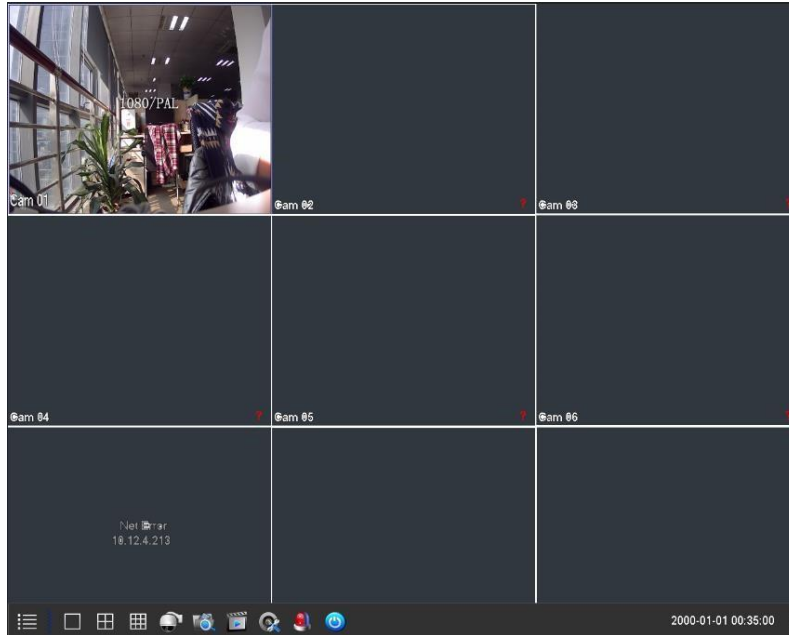 1080/PAL
Cam 01
Cam 02
?
Cam 03
?
Cam 04
?
Cam 05
?
Cam 06
?
Net Error
10.12.4.213
2000-01-01 00:35:00